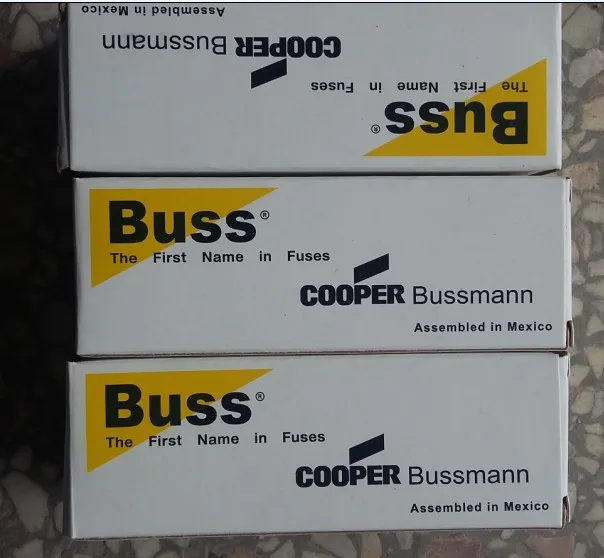 Assembled in Mexico
COOPER Bussmann
The First Name in Fuses
Buss®
Buss®
The First Name in Fuses
COOPER Bussmann
Assembled in Mexico
Buss®
The First Name in Fuses
COOPER Bussmann
Assembled in Mexico